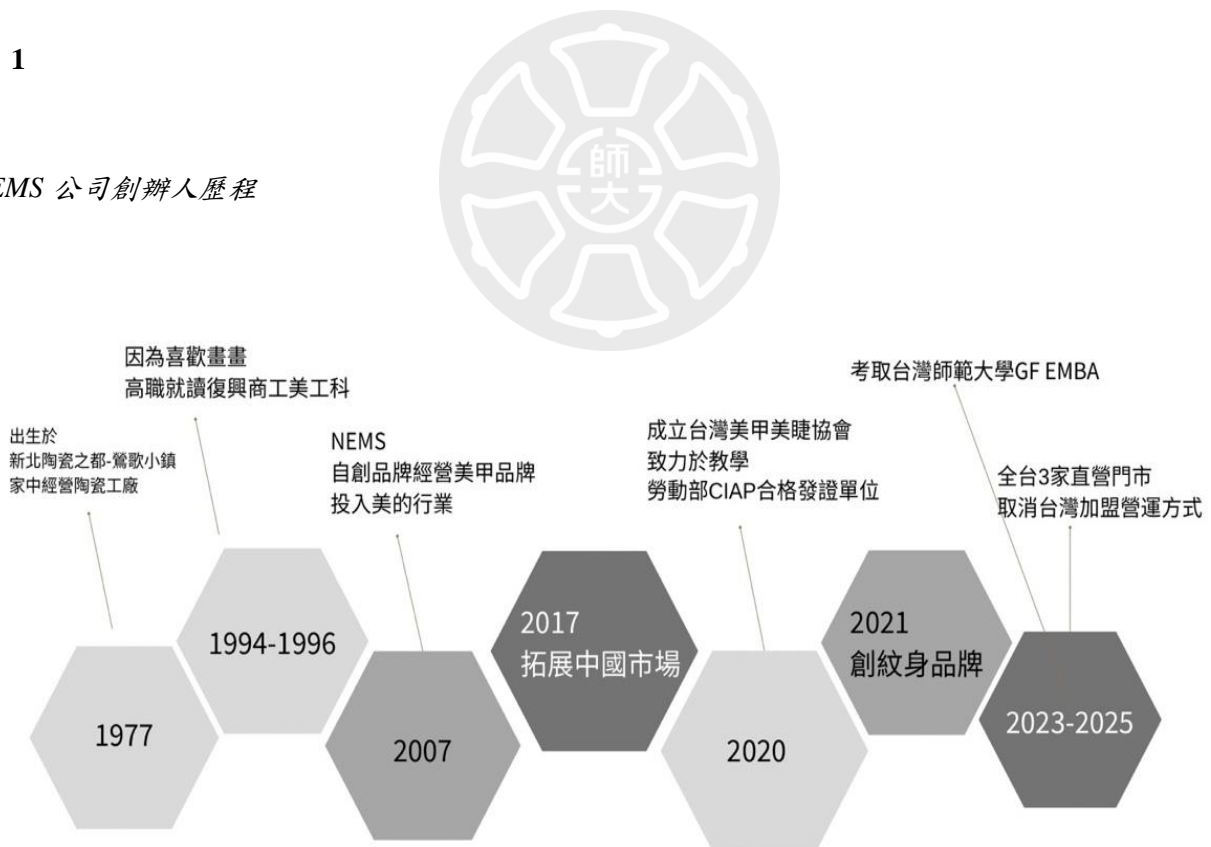 1
EMS 公司創辦人歷程
師大
因為喜歡畫畫
高職就讀復興商工美工科
考取台灣師範大學GF EMBA
出生於
新北陶瓷之都-鶯歌小鎮
家中經營陶瓷工廠
NEMS
自創品牌經營美甲品牌
投入美的行業
成立台灣美甲美睫協會
致力於教學
勞動部CIAP合格發證單位
全台3家直營門市
取消台灣加盟營運方式
1977
1994-1996
2007
2017
拓展中國市場
2020
2021
創紋身品牌
2023-2025